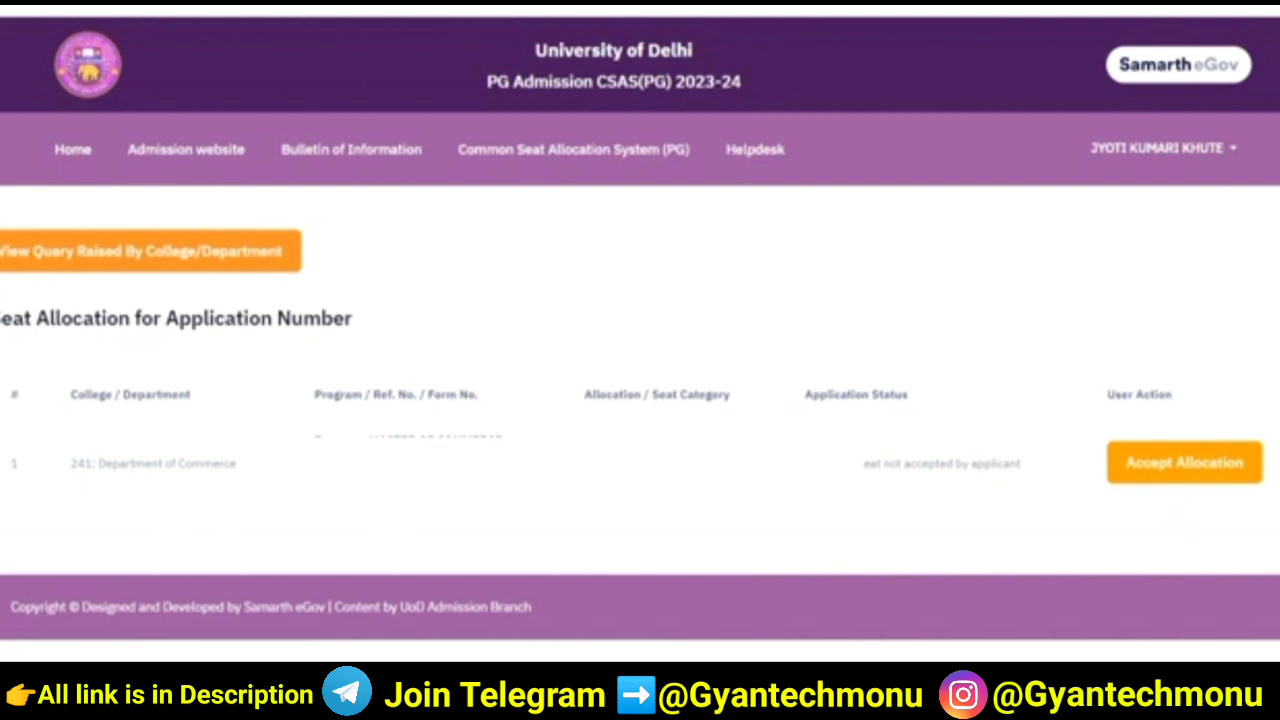 University of Delhi
PG Admission CSAS(PG) 2023-24
Samarth eGov
Home Admission website Bulletin of Information Common Seat Allocation System (PG) Helpdesk JYOTI KUMARI KHUTE
View Query Raised By College/Department
eat Allocation for Application Number
# College / Department Program / Ref. No. / Form No. Allocation / Seat Category Application Status User Action
1 241: Department of Commerce eat not accepted by applicant Accept Allocation
Copyright © Designed and Developed by Samarth eGov | Content by UoD Admission Branch
👉All link is in Description Join Telegram ➡️@Gyantechmonu @Gyantechmonu